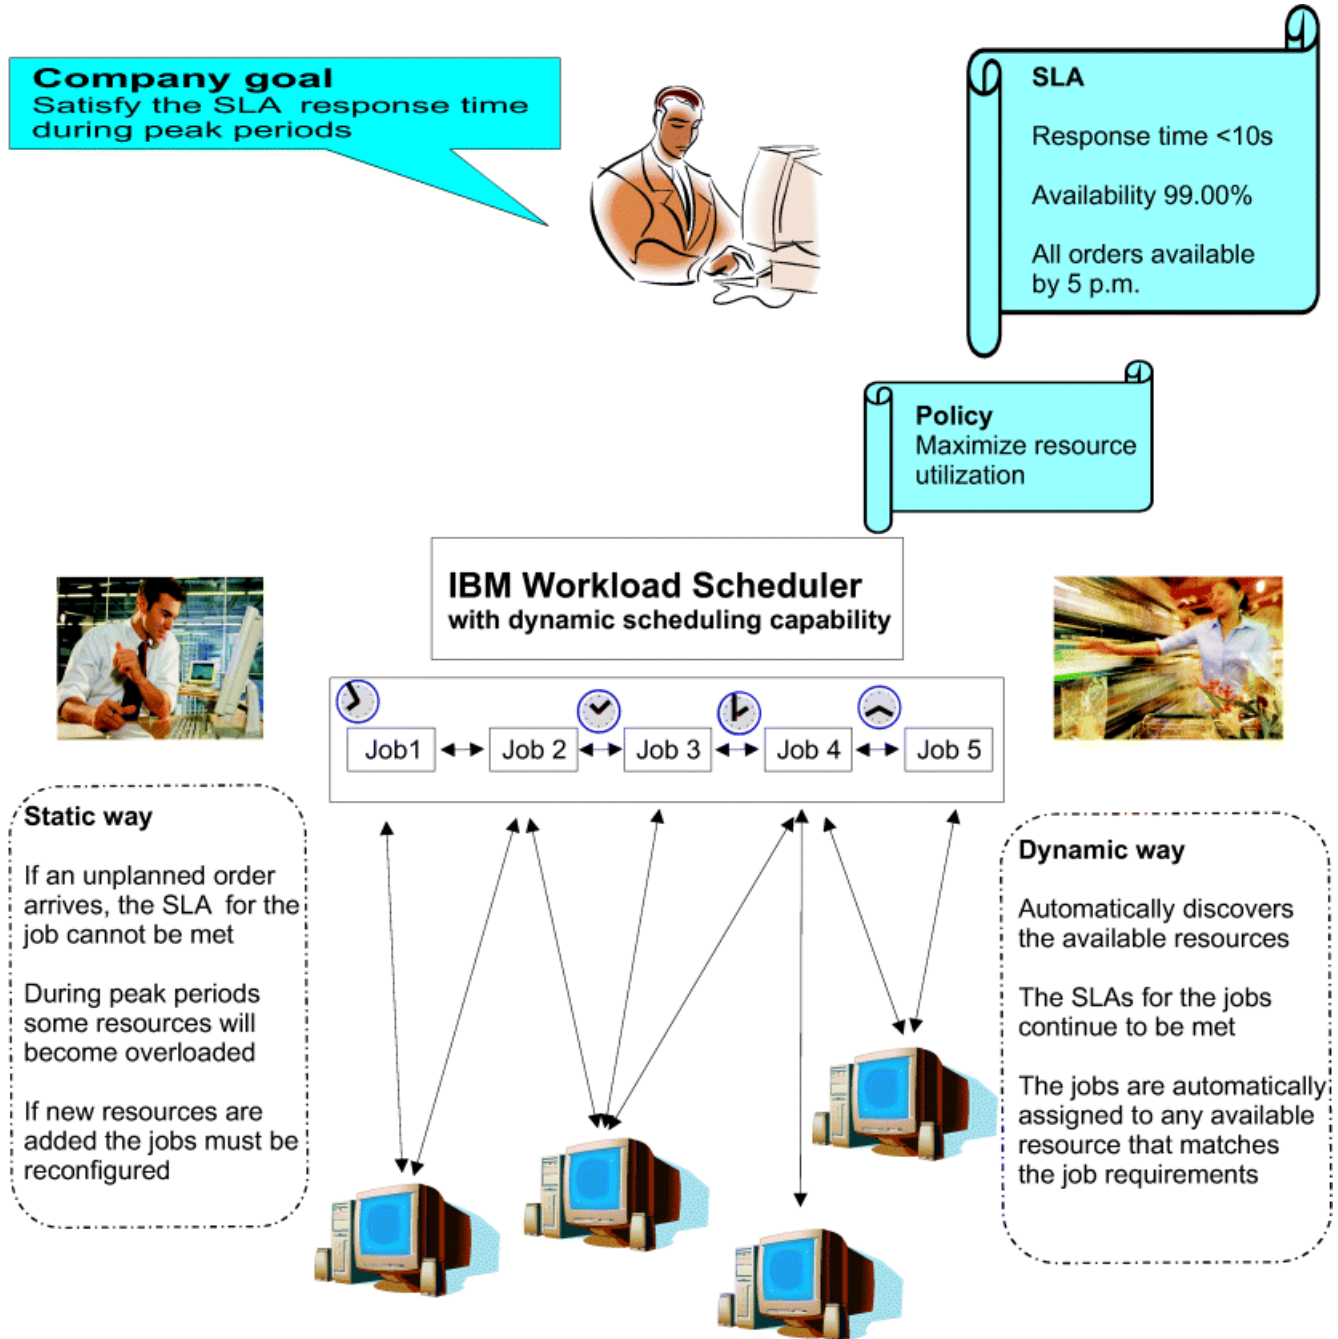 Company goal
Satisfy the SLA response time
during peak periods
SLA
Response time <10s
Availability 99.00%
All orders available
by 5 p.m.
Policy
Maximize resource
utilization
IBM Workload Scheduler
with dynamic scheduling capability
Job1
Job 2
Job 3
Job 4
Job 5
Static way
If an unplanned order
arrives, the SLA for the
job cannot be met
During peak periods
some resources will
become overloaded
If new resources are
added the jobs must be
reconfigured
Dynamic way
Automatically discovers
the available resources
The SLAs for the jobs
continue to be met
The jobs are automatically
assigned to any available
resource that matches
the job requirements